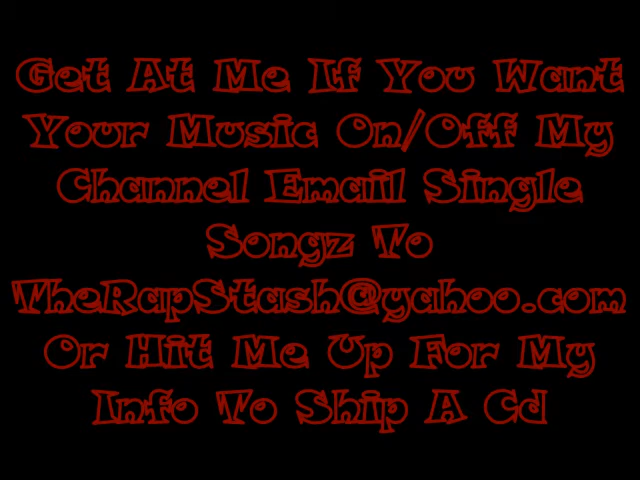 Get At Me If You Want
Your Music On/Off My
Channel Email Single
Songz To
TheRapStash@yahoo.com
Or Hit Me Up For My
Info To Ship A Cd